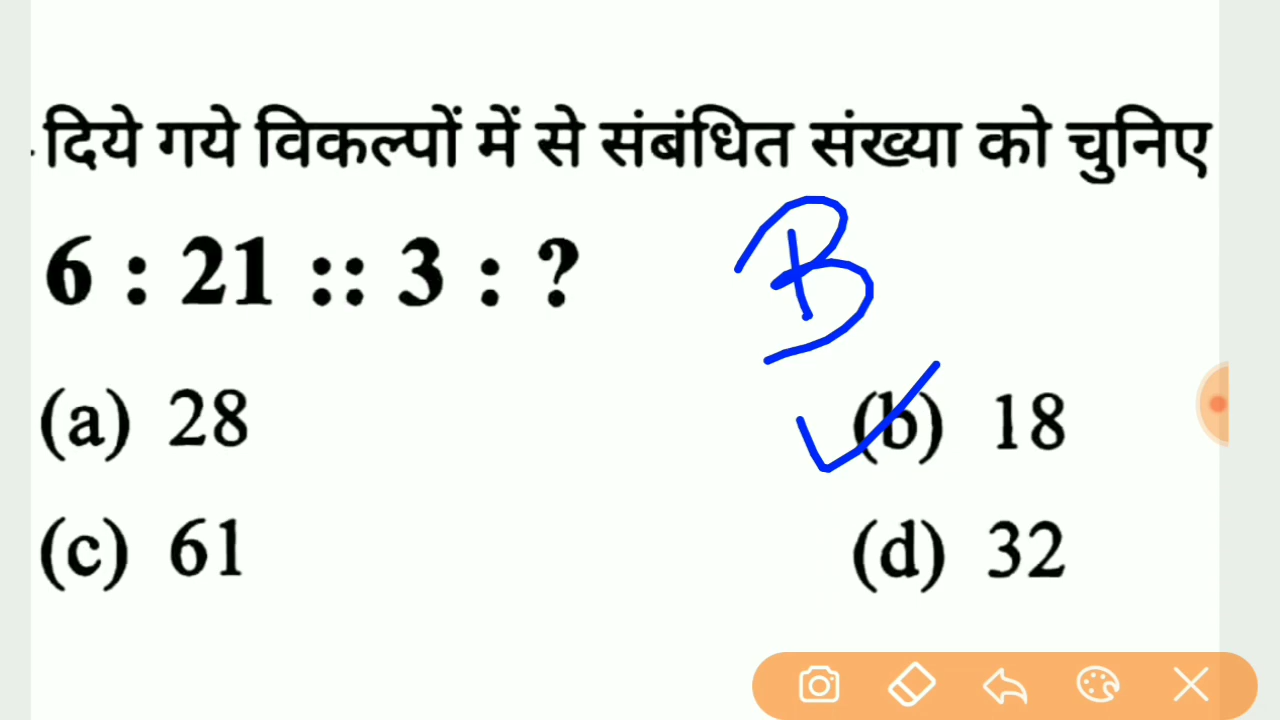 दिये गये विकल्पों में से संबंधित संख्या को चुनिए
6 : 21 :: 3 : ?
B
(a) 28
(b) 18
(c) 61
(d) 32